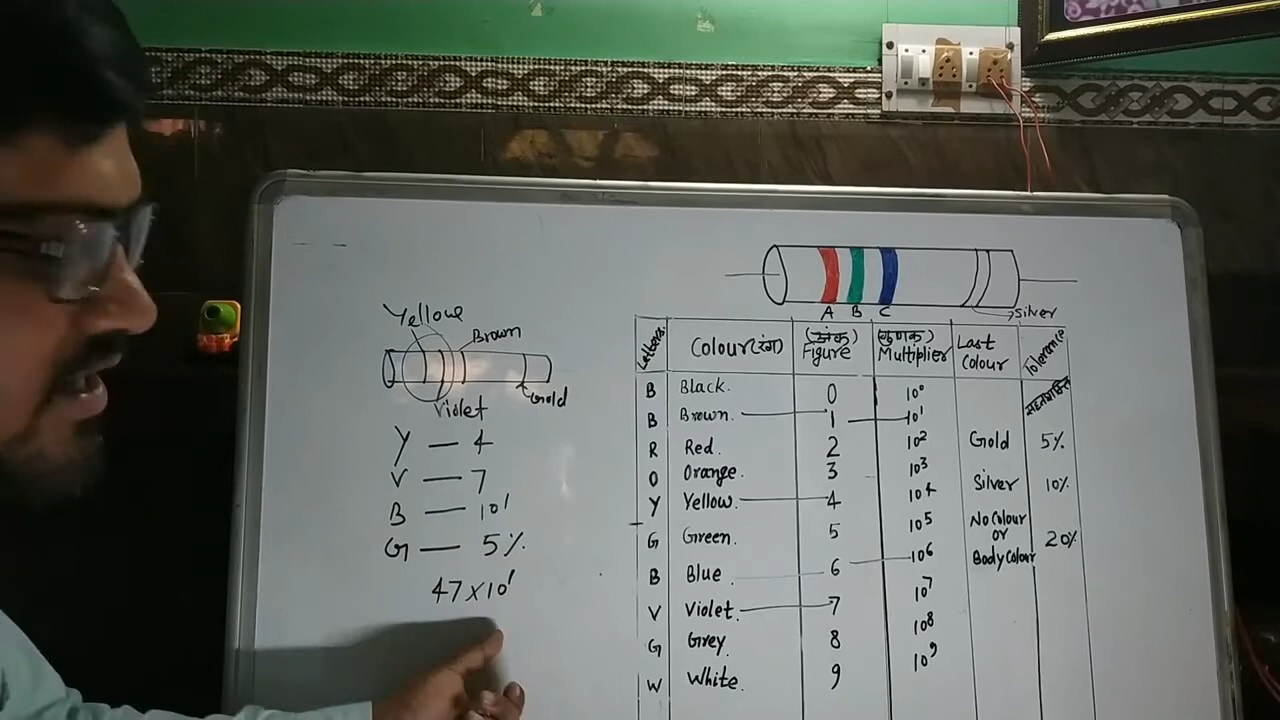 Yellowe
Brown
Violet
Gold
Y — 4
V — 7
B — 10¹
G — 5%.
47×10¹
A B C
Silver
Letters Colour(रंग) (अंक) Figure (गुणक) Multiplier Last Colour Tolerence
B Black. 0 10⁰
B Brown. 1 10¹
R Red. 2 10² Gold 5%.
O Orange. 3 10³
Y Yellow. 4 10⁴ Silver 10%.
G Green. 5 10⁵ No Colour or Body Colour 20%
B Blue 6 10⁶
V Violet. 7 10⁷
G Grey. 8 10⁸
W White. 9 10⁹